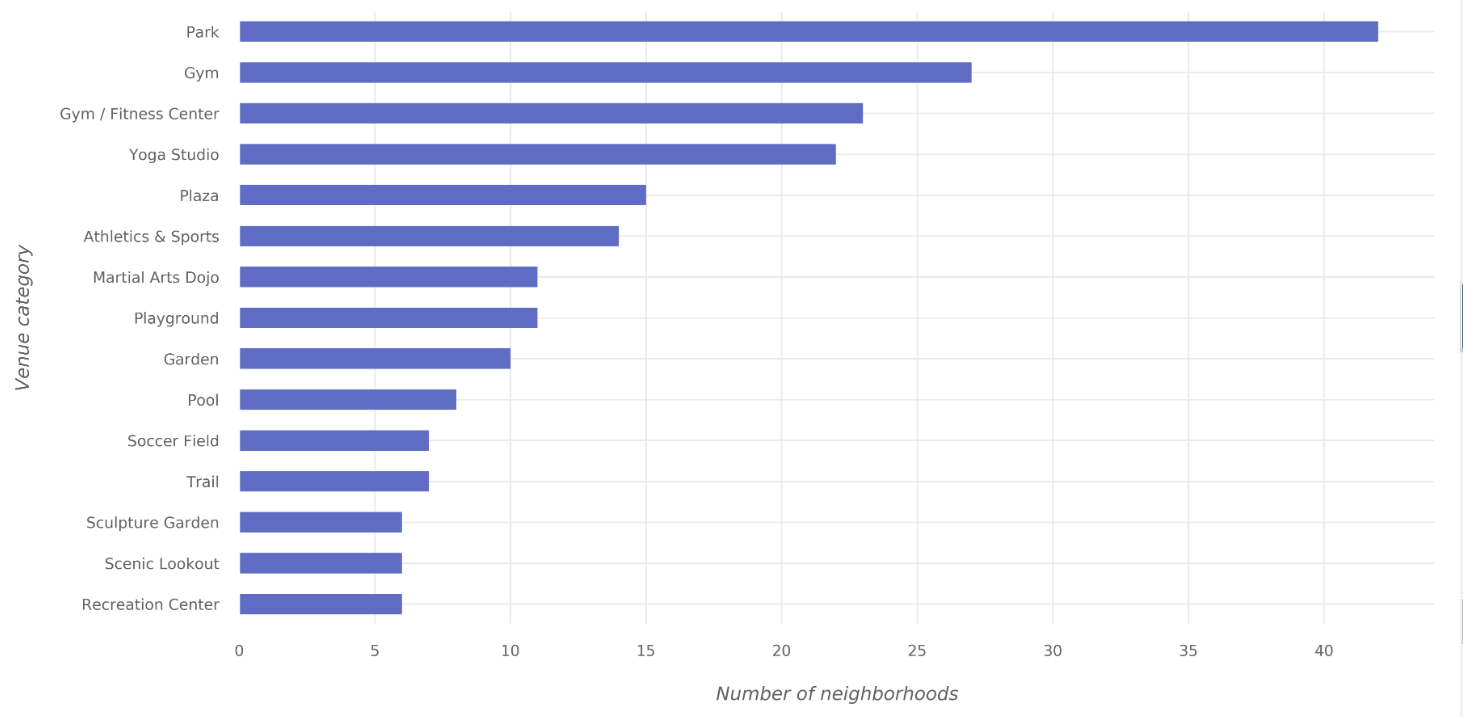 Park
Gym
Gym / Fitness Center
Yoga Studio
Plaza
Athletics & Sports
Martial Arts Dojo
Playground
Garden
Pool
Soccer Field
Trail
Sculpture Garden
Scenic Lookout
Recreation Center
Venue category
0 5 10 15 20 25 30 35 40
Number of neighborhoods